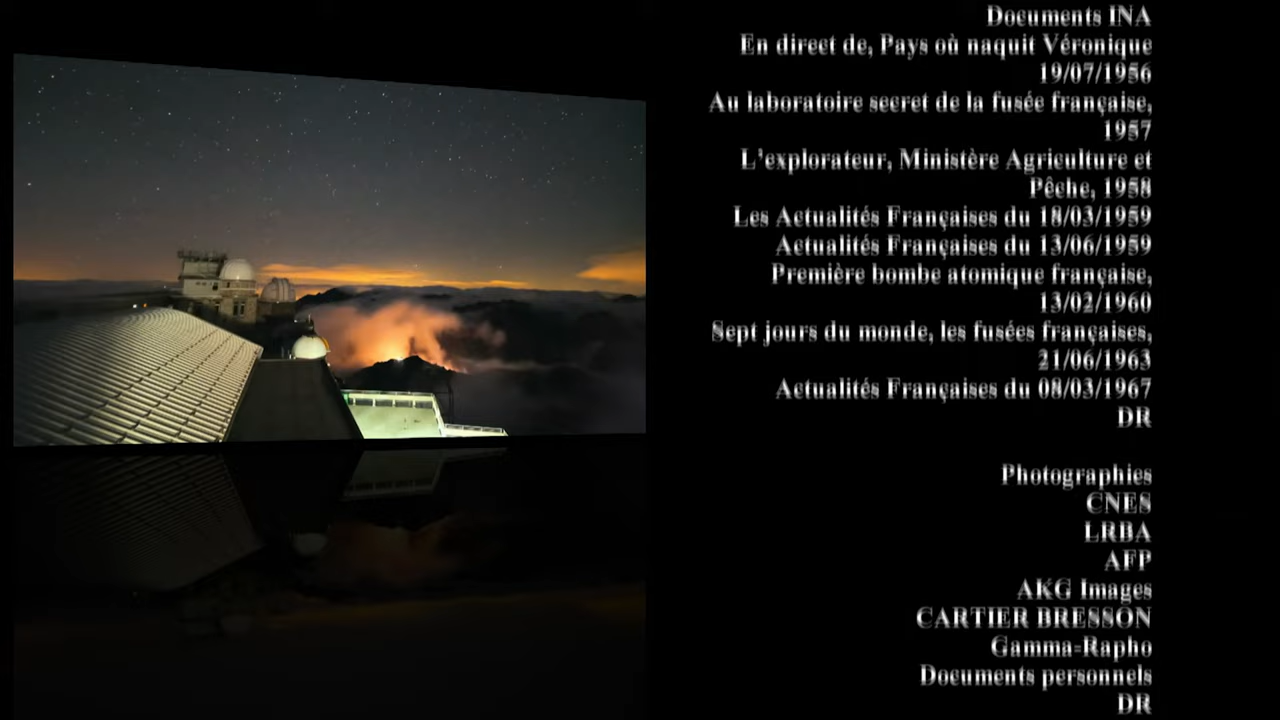 Documents INA
En direct de, Pays où naquit Véronique
19/07/1956
Au laboratoire secret de la fusée française,
1957
L'explorateur, Ministère Agriculture et
Pêche, 1958
Les Actualités Françaises du 18/03/1959
Actualités Françaises du 13/06/1959
Première bombe atomique française,
13/02/1960
Sept jours du monde, les fusées françaises,
21/06/1963
Actualités Françaises du 08/03/1967
DR
Photographies
CNES
LRBA
AFP
AKG Images
CARTIER BRESSON
Gamma-Rapho
Documents personnels
DR